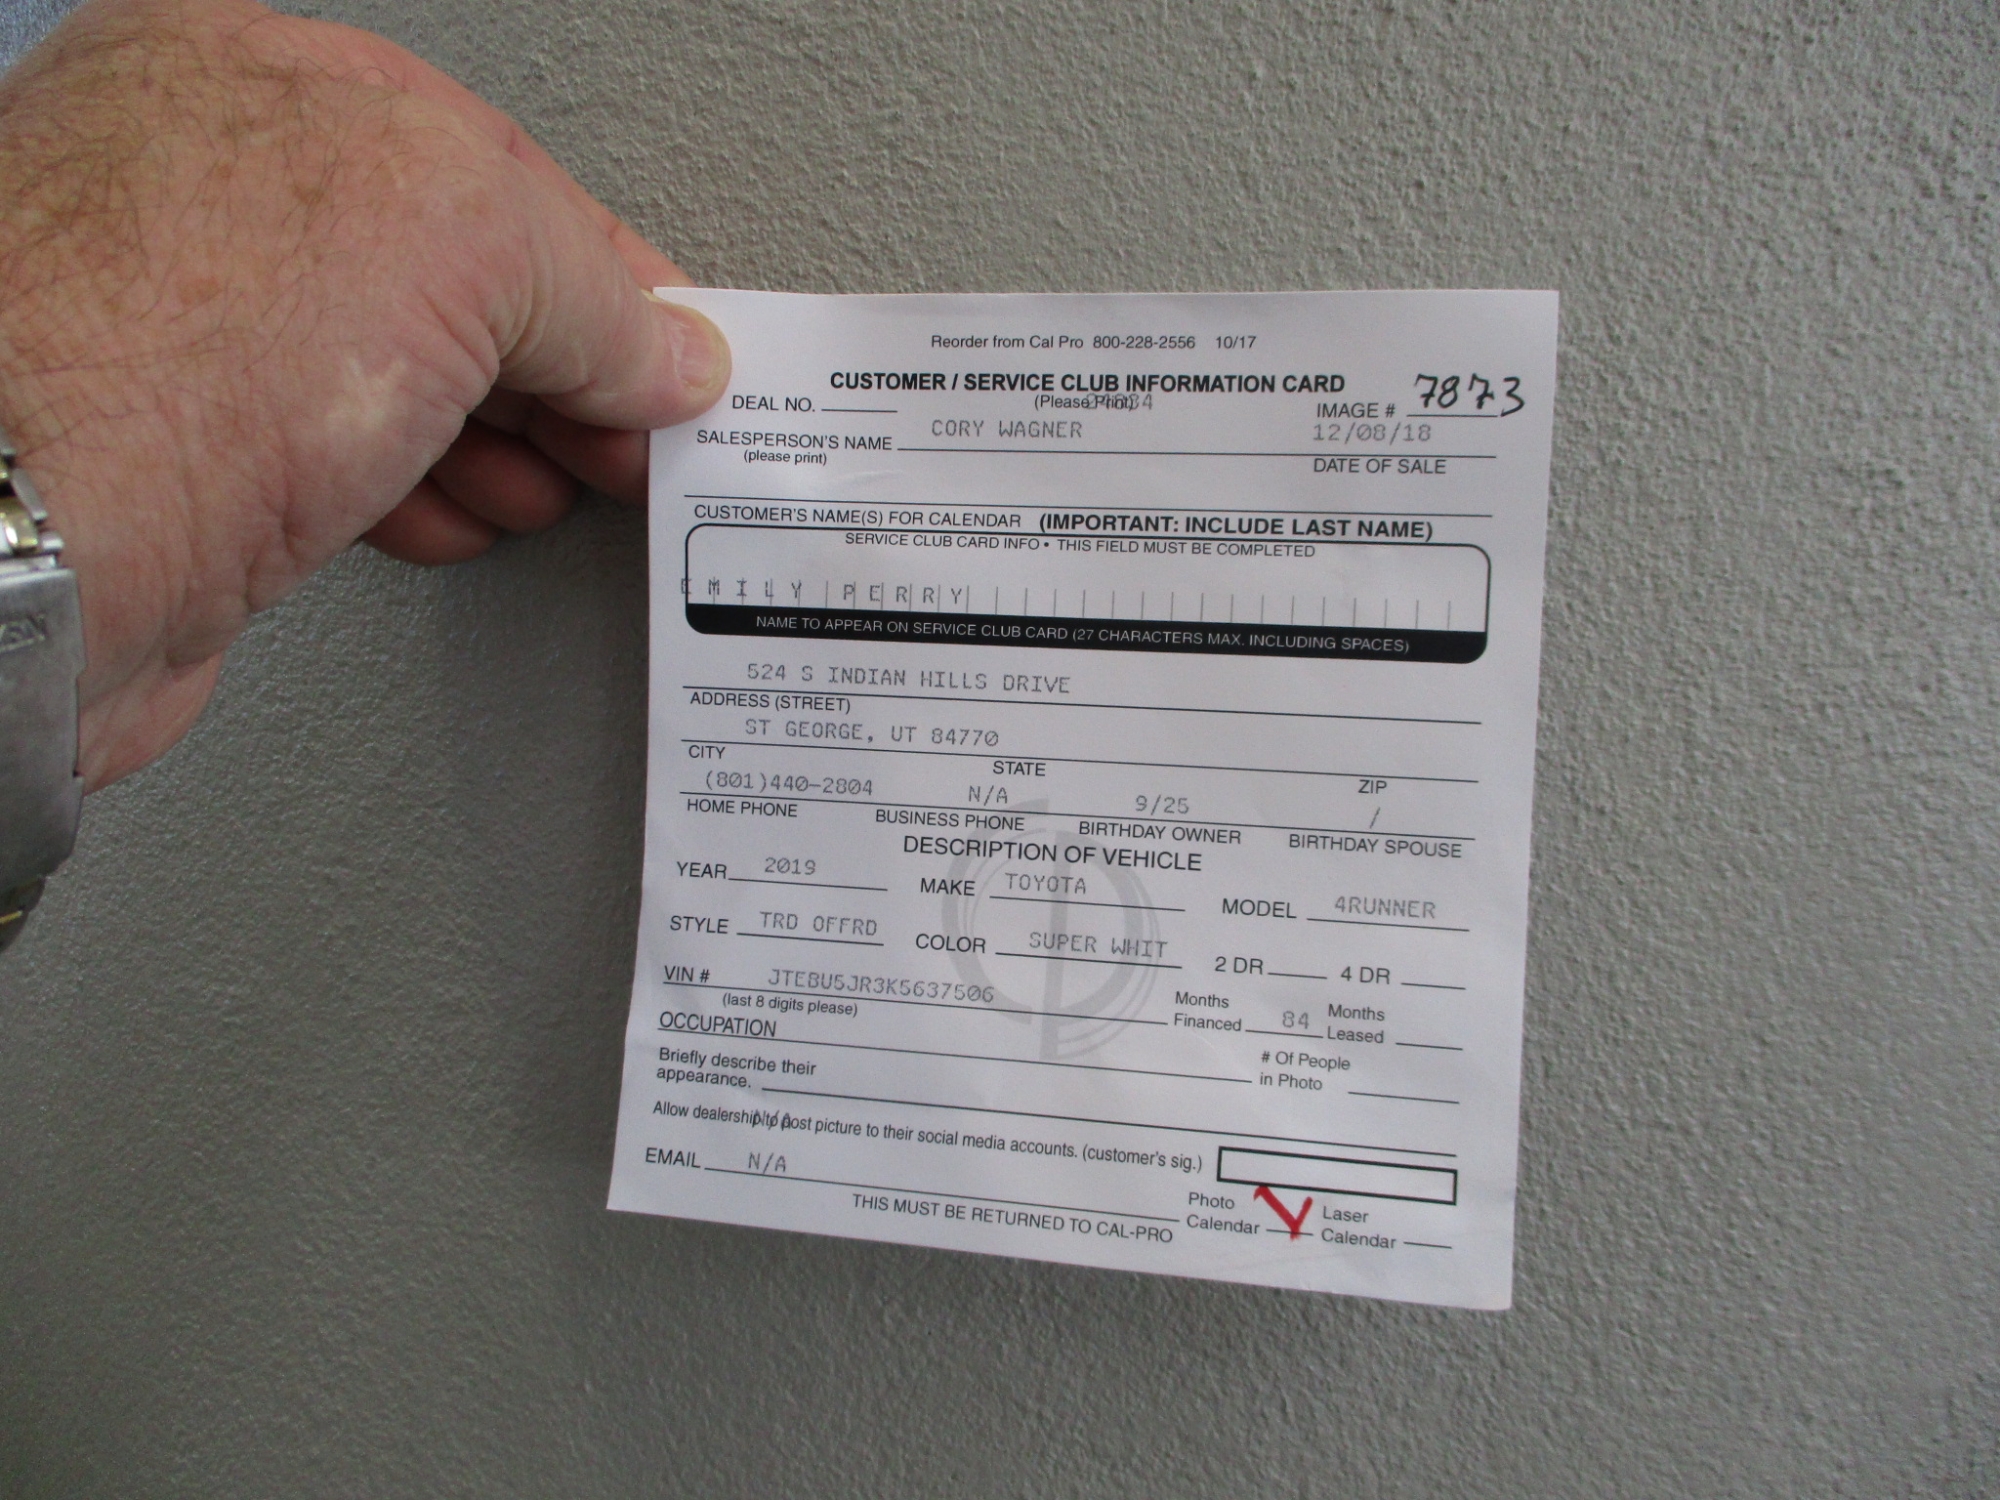 Reorder from Cal Pro 800-228-2556 10/17
CUSTOMER / SERVICE CLUB INFORMATION CARD
DEAL NO. (Please Print) IMAGE # 7873
SALESPERSON'S NAME CORY WAGNER 12/08/18
(please print) DATE OF SALE
CUSTOMER'S NAME(S) FOR CALENDAR (IMPORTANT: INCLUDE LAST NAME)
SERVICE CLUB CARD INFO • THIS FIELD MUST BE COMPLETED
EMILY PERRY
NAME TO APPEAR ON SERVICE CLUB CARD (27 CHARACTERS MAX. INCLUDING SPACES)
524 S INDIAN HILLS DRIVE
ADDRESS (STREET)
ST GEORGE, UT 84770
CITY STATE ZIP
(801)440-2804 N/A 9/25 /
HOME PHONE BUSINESS PHONE BIRTHDAY OWNER BIRTHDAY SPOUSE
DESCRIPTION OF VEHICLE
YEAR 2019 MAKE TOYOTA MODEL 4RUNNER
STYLE TRD OFFRD COLOR SUPER WHIT 2 DR 4 DR
VIN # JTEBU5JR3K5637506
(last 8 digits please) Months Financed 84 Months Leased
OCCUPATION
# Of People in Photo
Briefly describe their
appearance.
Allow dealership to post picture to their social media accounts. (customer's sig.)
EMAIL N/A
THIS MUST BE RETURNED TO CAL-PRO
Photo Calendar Laser Calendar